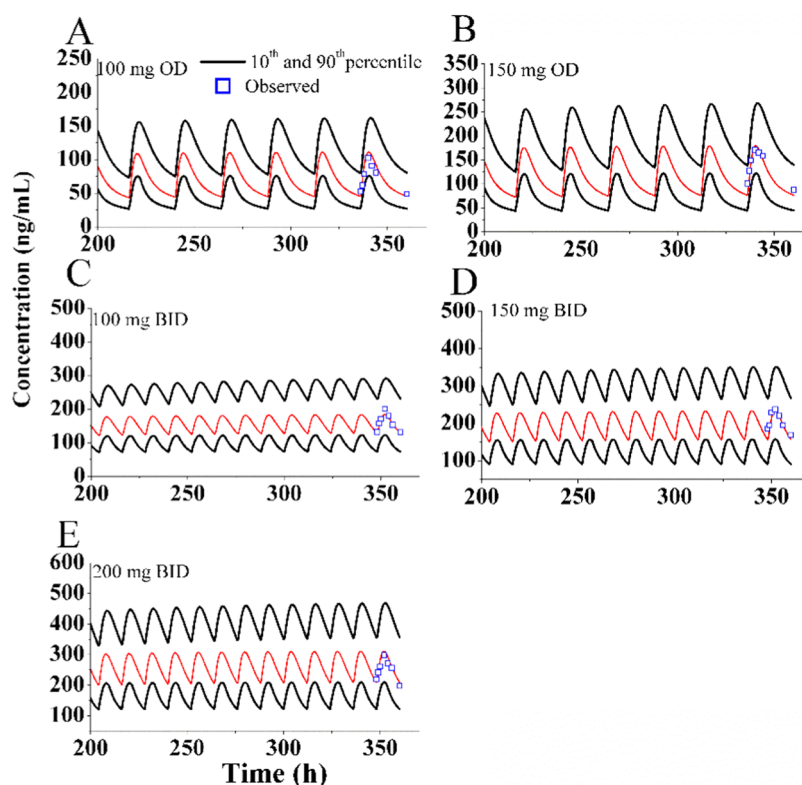 A
100 mg OD
10th and 90th percentile
Observed
250
200
150
100
50
0
200 250 300 350
B
150 mg OD
350
300
250
200
150
100
50
0
200 250 300 350
Concentration (ng/mL)
C
100 mg BID
500
400
300
200
100
0
200 250 300 350
D
150 mg BID
500
400
300
200
100
200 250 300 350
E
200 mg BID
600
500
400
300
200
100
200 250 300 350
Time (h)